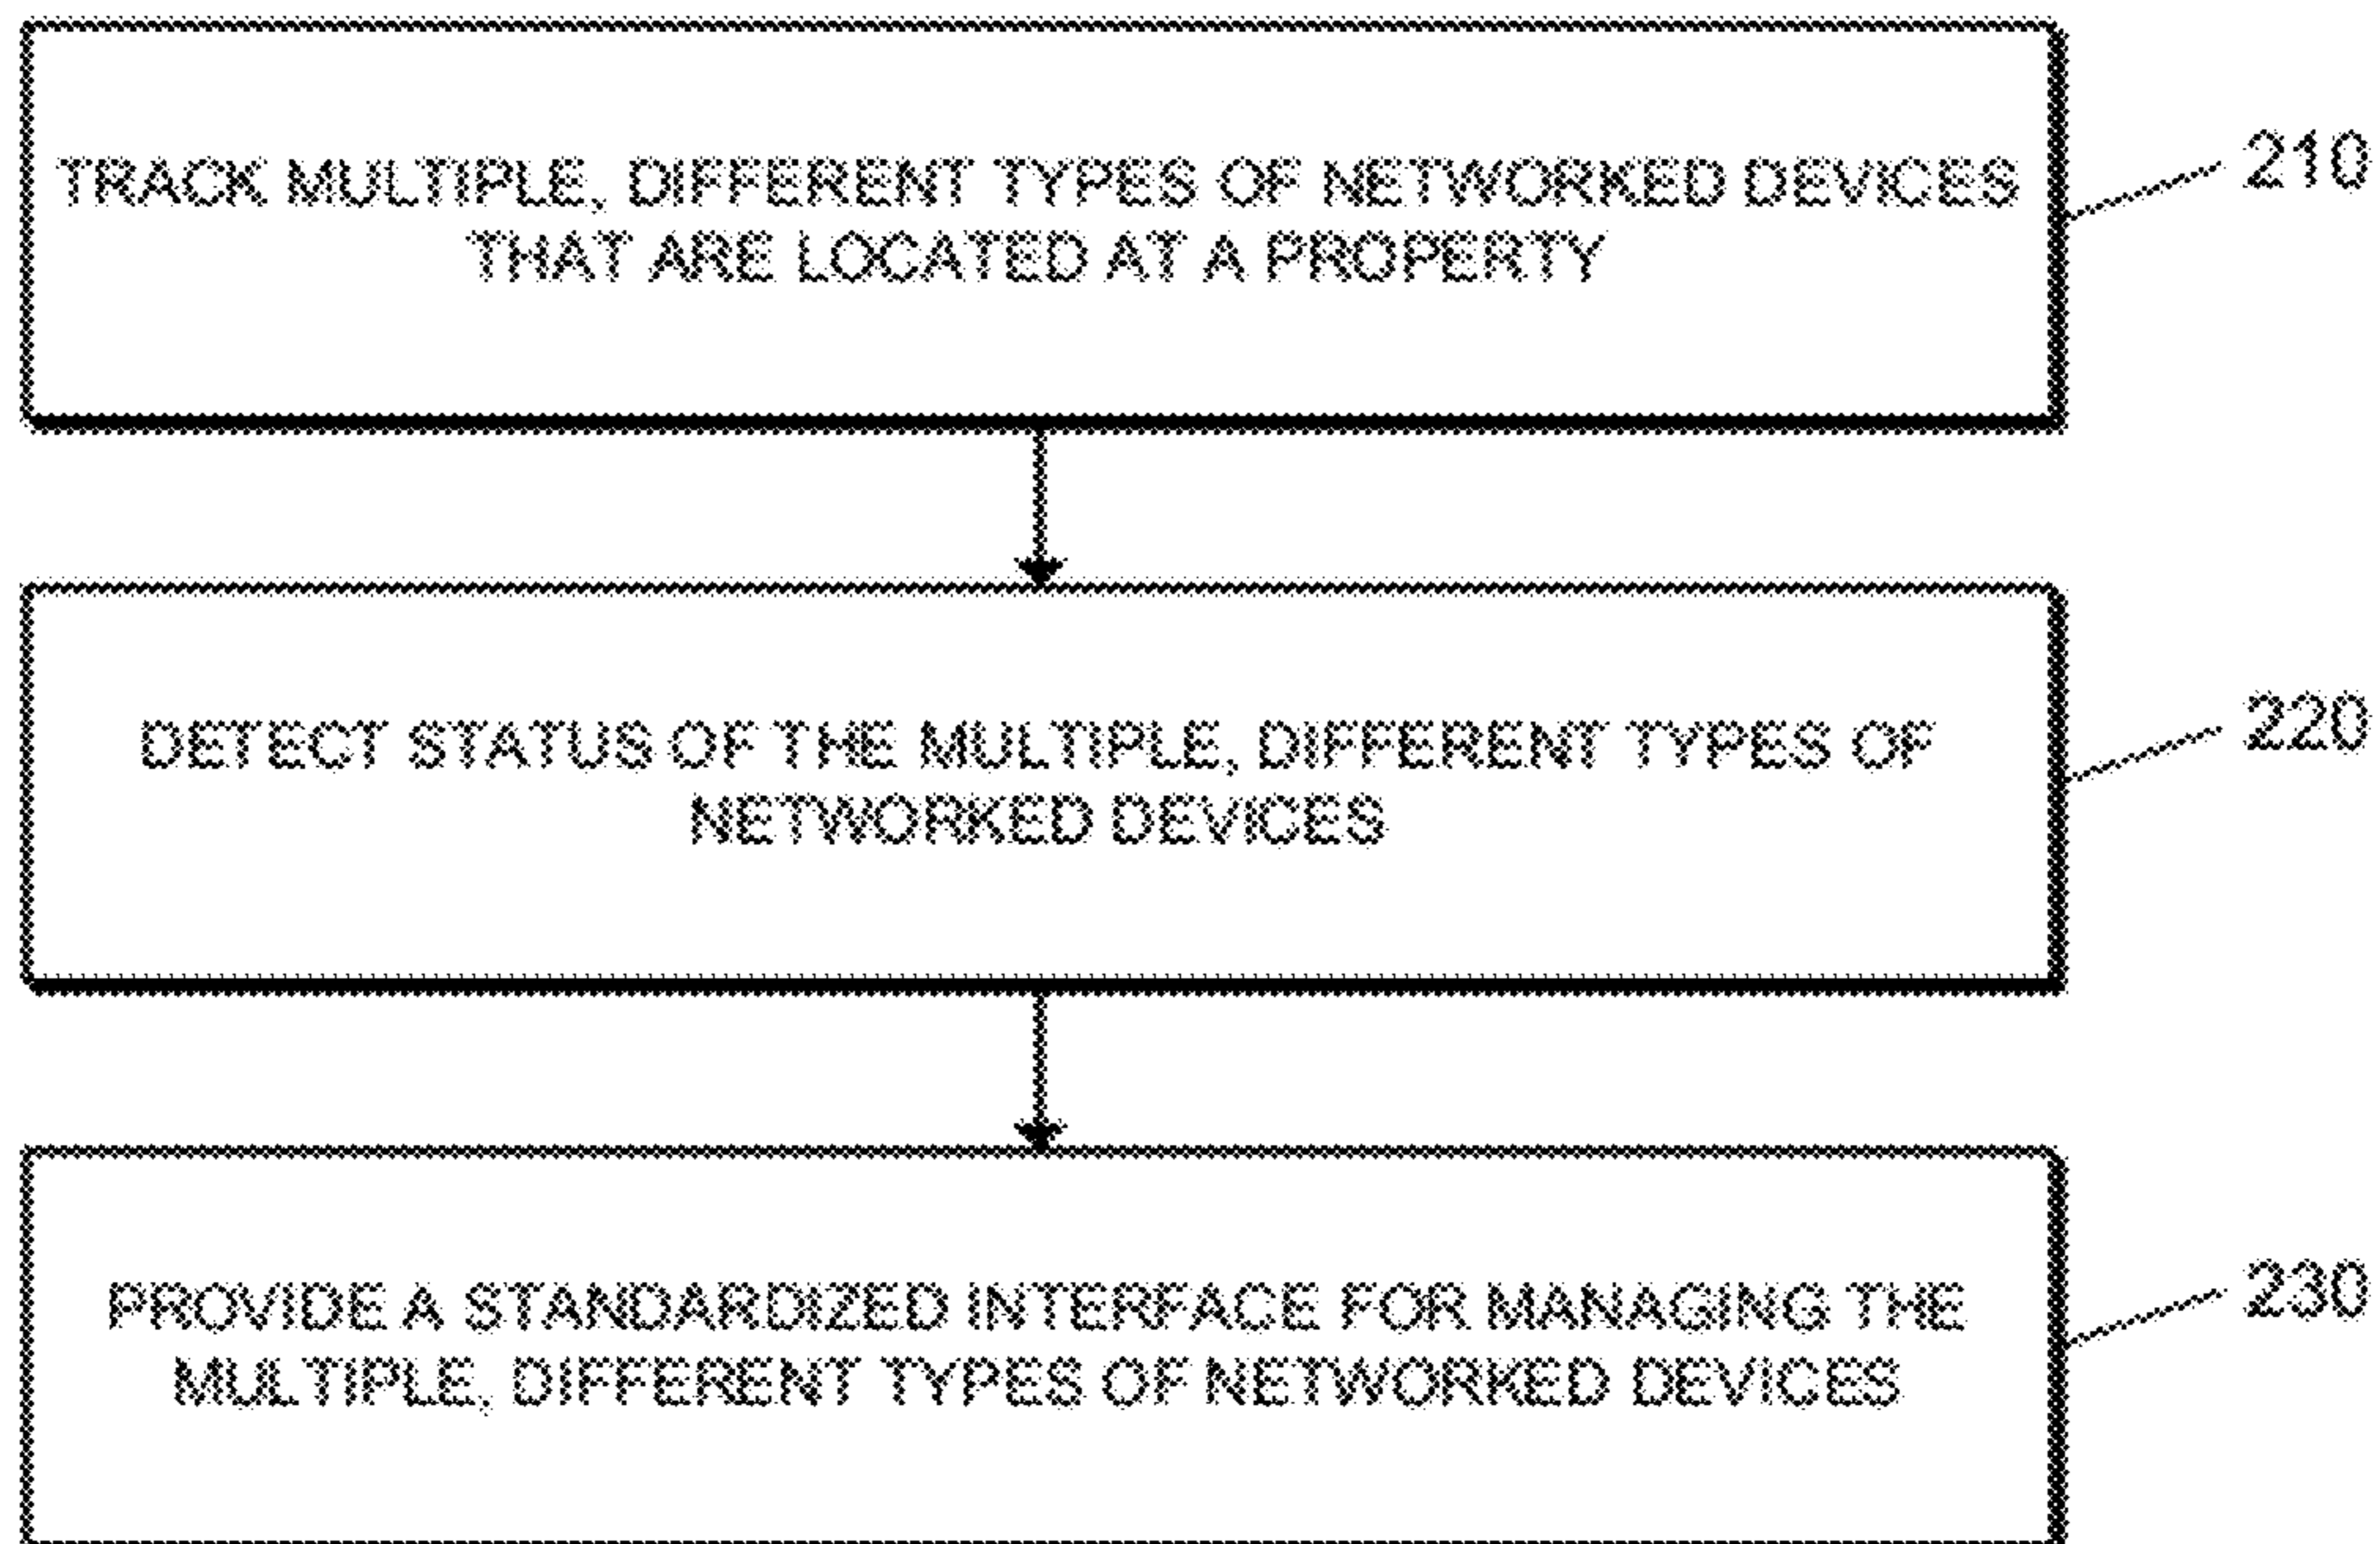 TRACK MULTIPLE, DIFFERENT TYPES OF NETWORKED DEVICES
THAT ARE LOCATED AT A PROPERTY
210
DETECT STATUS OF THE MULTIPLE, DIFFERENT TYPES OF
NETWORKED DEVICES
220
PROVIDE A STANDARDIZED INTERFACE FOR MANAGING THE
MULTIPLE, DIFFERENT TYPES OF NETWORKED DEVICES
230